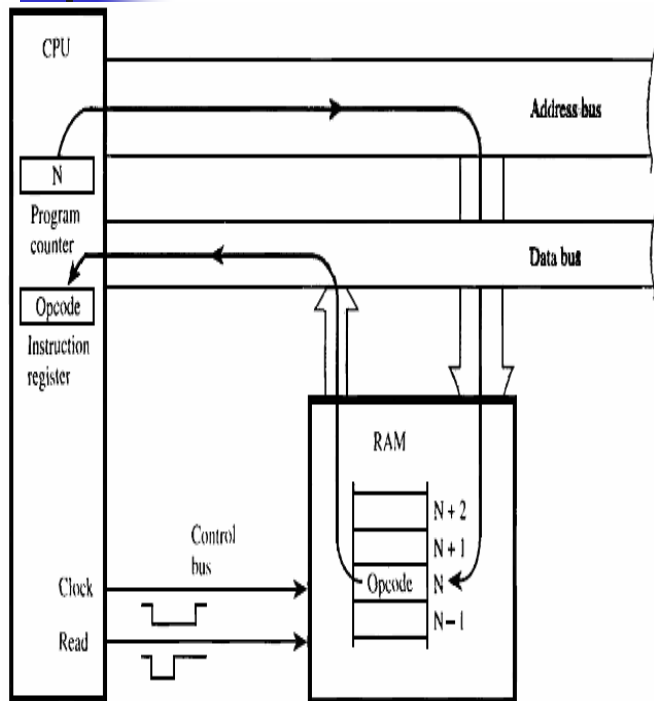 CPU
Address bus
N
Program
counter
Data bus
Opcode
Instruction
register
RAM
N + 2
N + 1
Opcode N
N − 1
Control
bus
Clock
Read